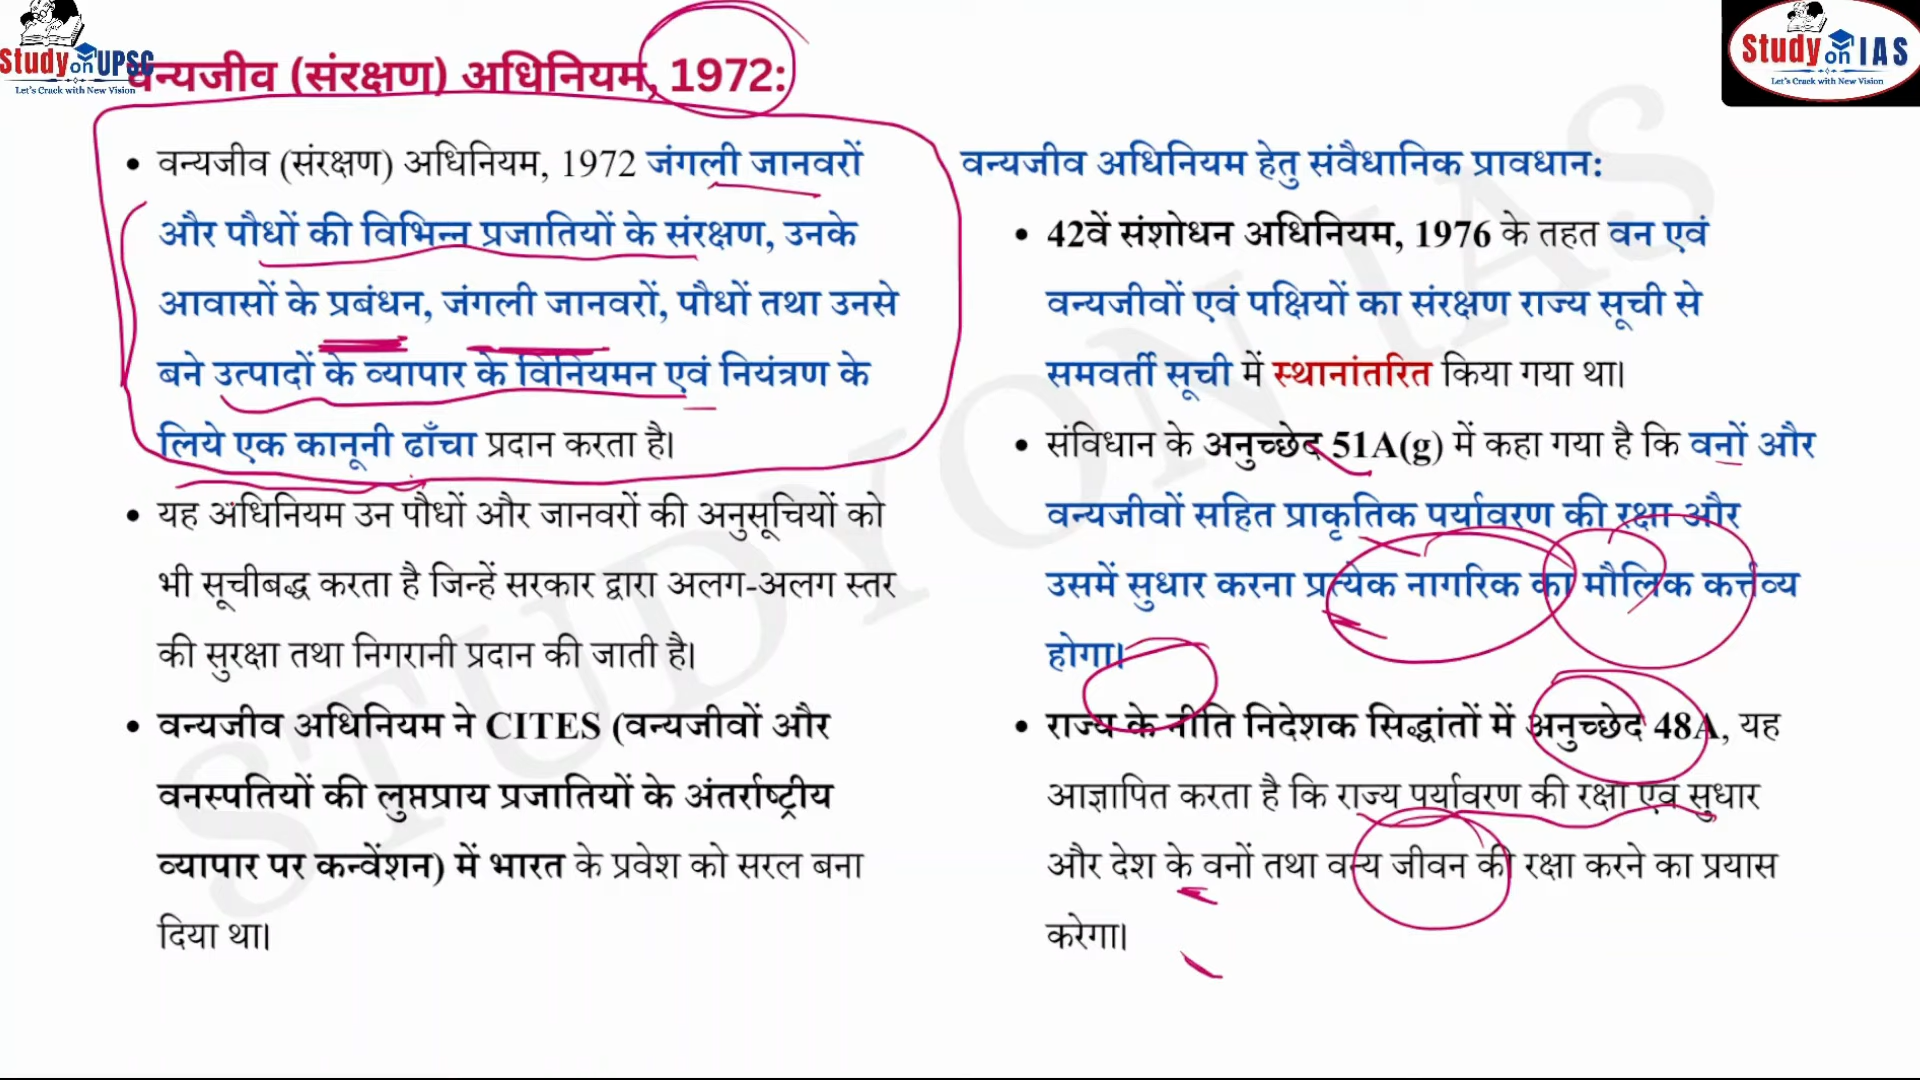 Study on UPSC
Let's Crack with New Vision
Study on IAS
Let's Crack with New Vision
वन्यजीव (संरक्षण) अधिनियम, 1972:
• वन्यजीव (संरक्षण) अधिनियम, 1972 जंगली जानवरों
और पौधों की विभिन्न प्रजातियों के संरक्षण, उनके
आवासों के प्रबंधन, जंगली जानवरों, पौधों तथा उनसे
बने उत्पादों के व्यापार के विनियमन एवं नियंत्रण के
लिये एक कानूनी ढाँचा प्रदान करता है।
• यह अधिनियम उन पौधों और जानवरों की अनुसूचियों को
भी सूचीबद्ध करता है जिन्हें सरकार द्वारा अलग-अलग स्तर
की सुरक्षा तथा निगरानी प्रदान की जाती है।
• वन्यजीव अधिनियम ने CITES (वन्यजीवों और
वनस्पतियों की लुप्तप्राय प्रजातियों के अंतर्राष्ट्रीय
व्यापार पर कन्वेंशन) में भारत के प्रवेश को सरल बना
दिया था।
वन्यजीव अधिनियम हेतु संवैधानिक प्रावधान:
• 42वें संशोधन अधिनियम, 1976 के तहत वन एवं
वन्यजीवों एवं पक्षियों का संरक्षण राज्य सूची से
समवर्ती सूची में स्थानांतरित किया गया था।
• संविधान के अनुच्छेद 51A(g) में कहा गया है कि वनों और
वन्यजीवों सहित प्राकृतिक पर्यावरण की रक्षा और
उसमें सुधार करना प्रत्येक नागरिक का मौलिक कर्त्तव्य
होगा।
• राज्य के नीति निदेशक सिद्धांतों में अनुच्छेद 48A, यह
आज्ञापित करता है कि राज्य पर्यावरण की रक्षा एवं सुधार
और देश के वनों तथा वन्य जीवन की रक्षा करने का प्रयास
करेगा।
STUDY ON IAS